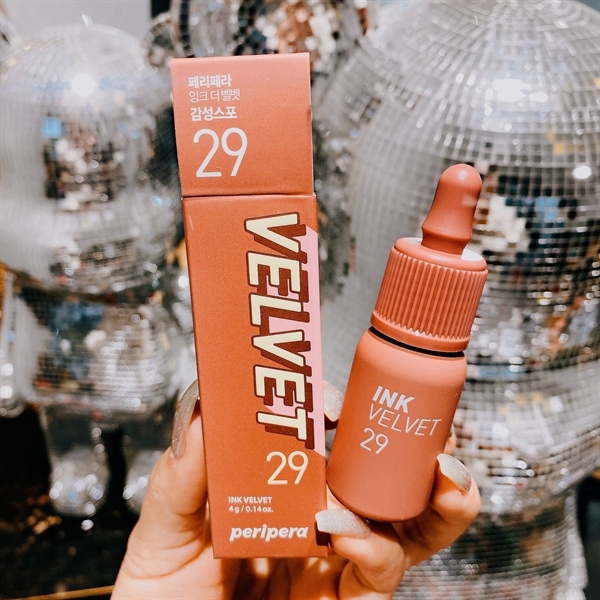 페리페라
잉크 더 벨벳
감성스포
29
VELVET
29
INK VELVET
4g / 0.14oz.
peripera
INK
VELVET
29